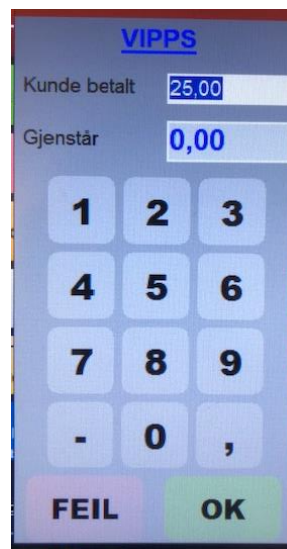 VIPPS
Kunde betalt 25,00
Gjenstår 0,00
1 2 3
4 5 6
7 8 9
- 0 ,
FEIL OK